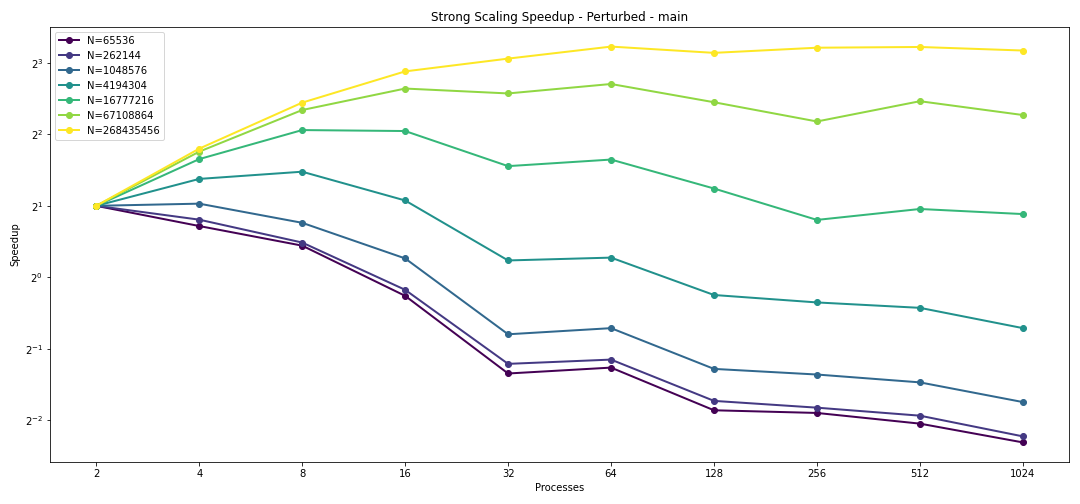 Strong Scaling Speedup - Perturbed - main
N=65536
N=262144
N=1048576
N=4194304
N=16777216
N=67108864
N=268435456
2³
2²
2¹
2⁰
2⁻¹
2⁻²
Speedup
2 4 8 16 32 64 128 256 512 1024
Processes